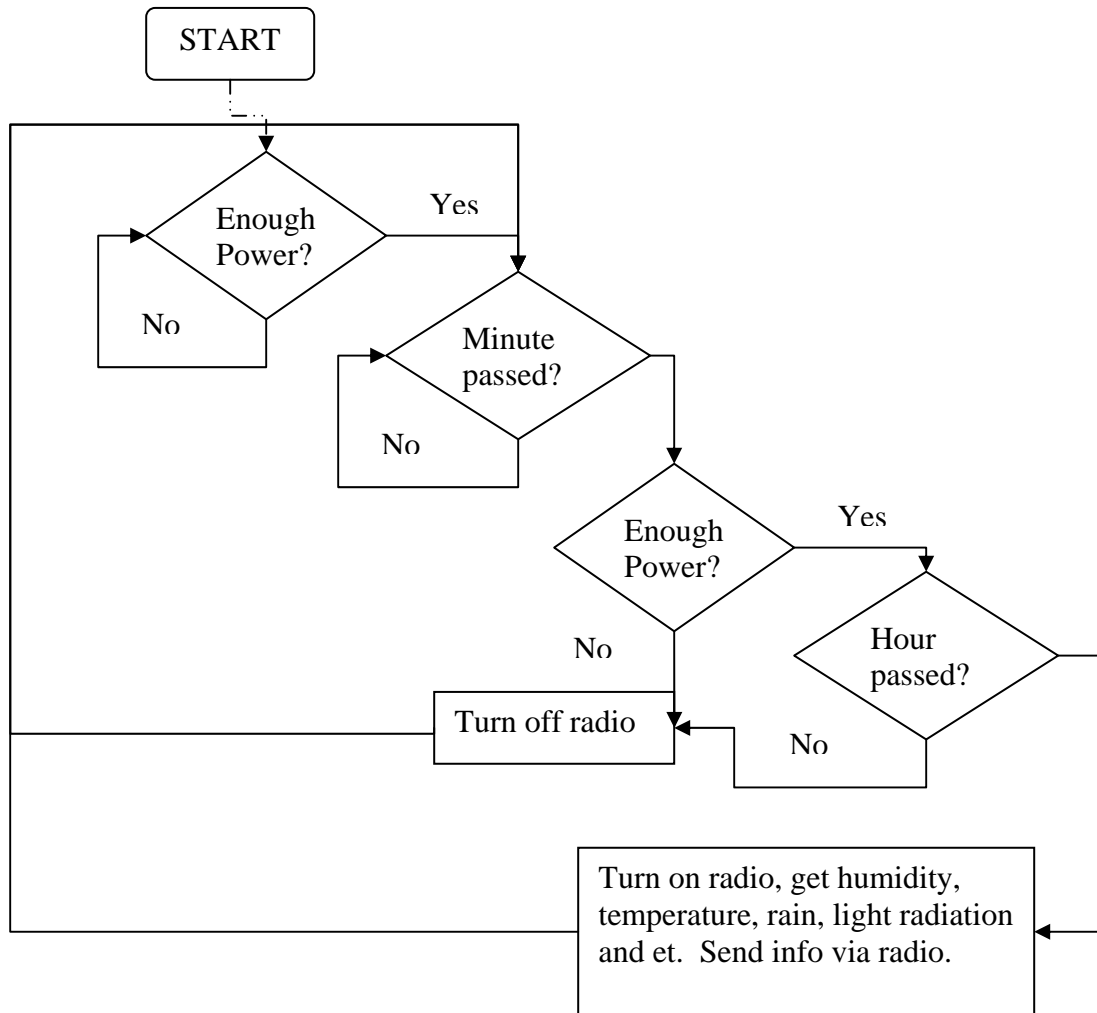 START
Yes
Enough
Power?
No
Minute
passed?
No
Enough
Power?
Yes
No
Hour
passed?
Turn off radio
No
Turn on radio, get humidity,
temperature, rain, light radiation
and et.  Send info via radio.